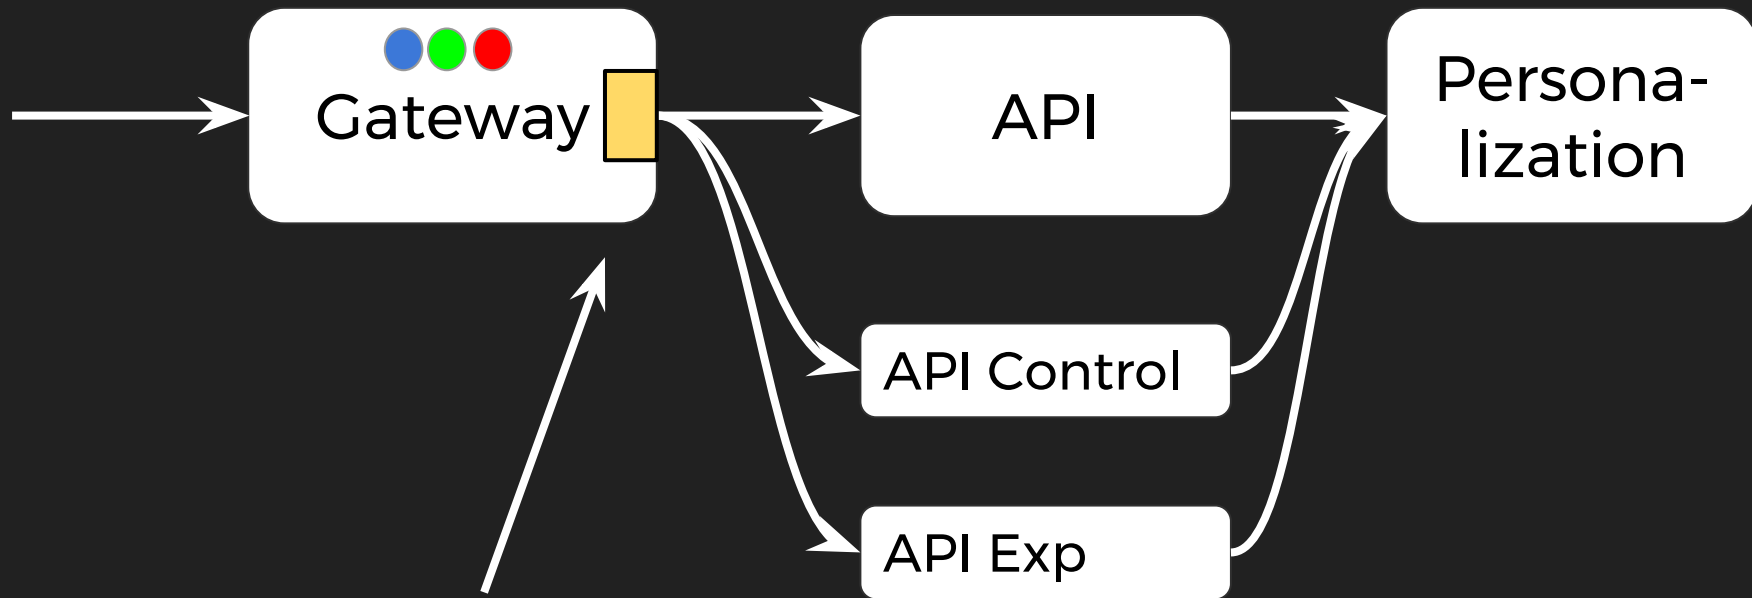 Gateway
API
Persona-
lization
API Control
API Exp